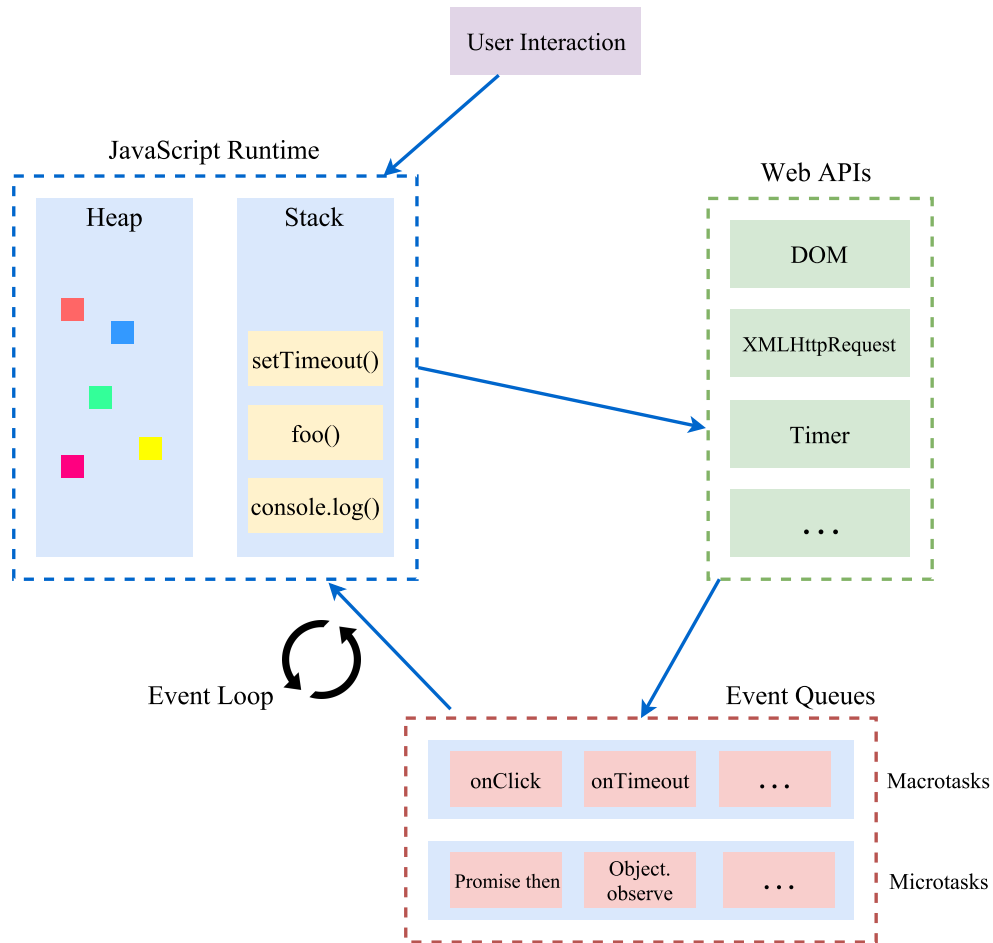 User Interaction
JavaScript Runtime
Heap
Stack
setTimeout()
foo()
console.log()
Web APIs
DOM
XMLHttpRequest
Timer
...
Event Loop
Event Queues
onClick
onTimeout
...
Macrotasks
Promise then
Object.
observe
...
Microtasks